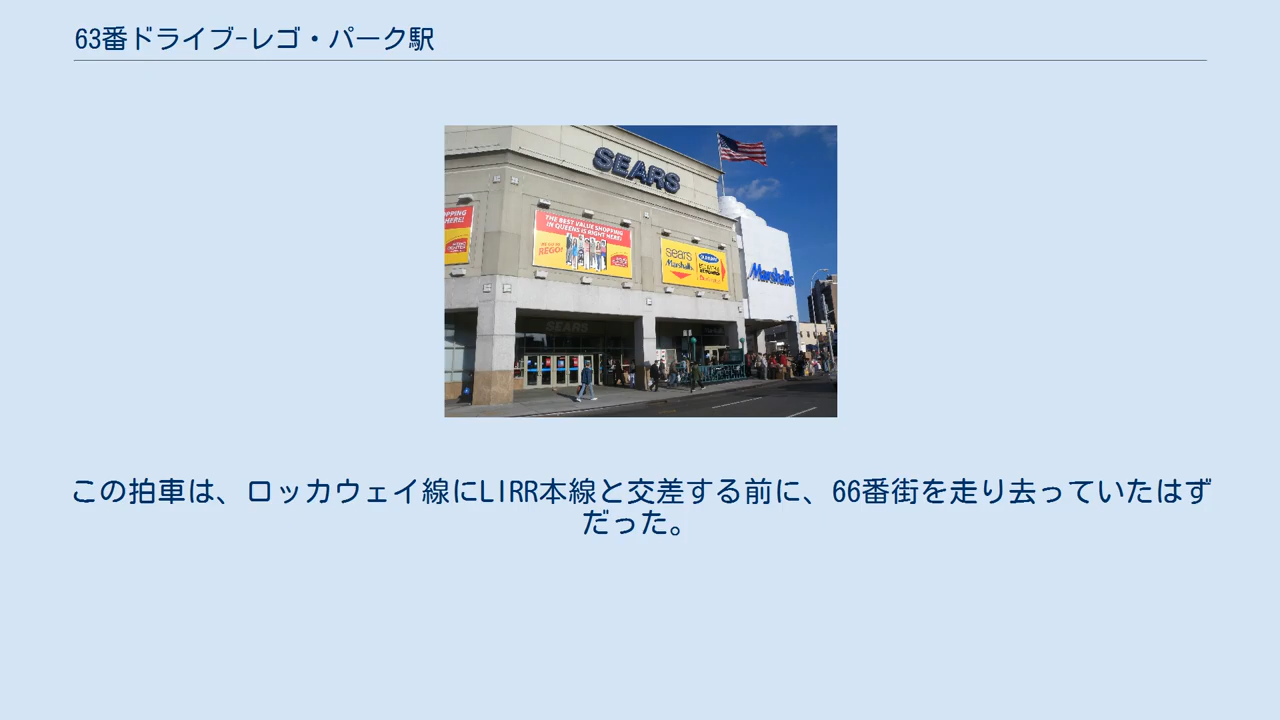 63番ドライブ-レゴ・パーク駅
SEARS
THE BEST VALUE SHOPPING
IN QUEENS IS RIGHT HERE!
REGO!
sears
Marshalls
Marshalls
SEARS
この拍車は、ロッカウェイ線にLIRR本線と交差する前に、66番街を走り去っていたはず
だった。